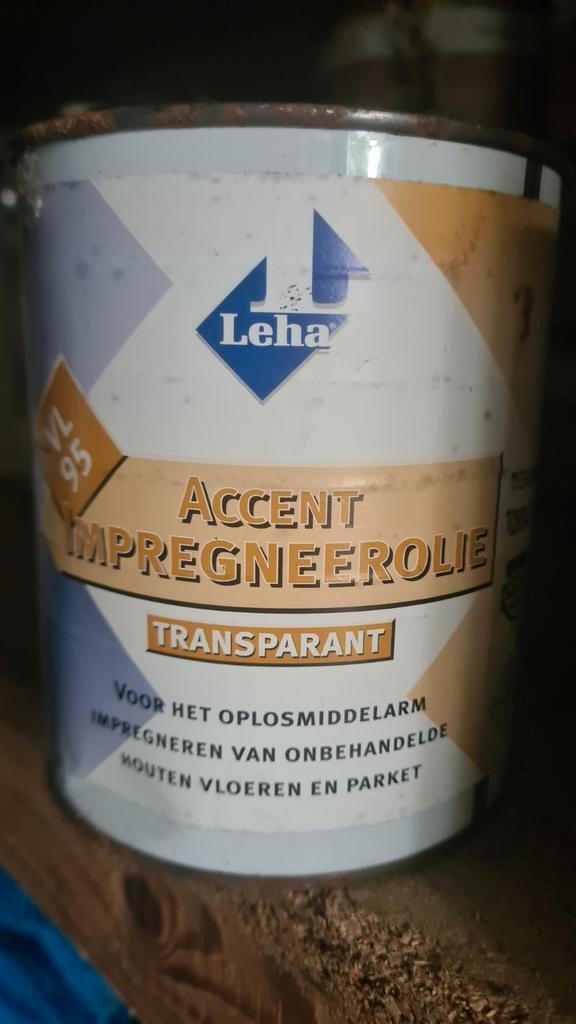 Leha
VL
95
ACCENT
IMPREGNEEROLIE
TRANSPARANT
VOOR HET OPLOSMIDDELARM
IMPREGNEREN VAN ONBEHANDELDE
HOUTEN VLOEREN EN PARKET